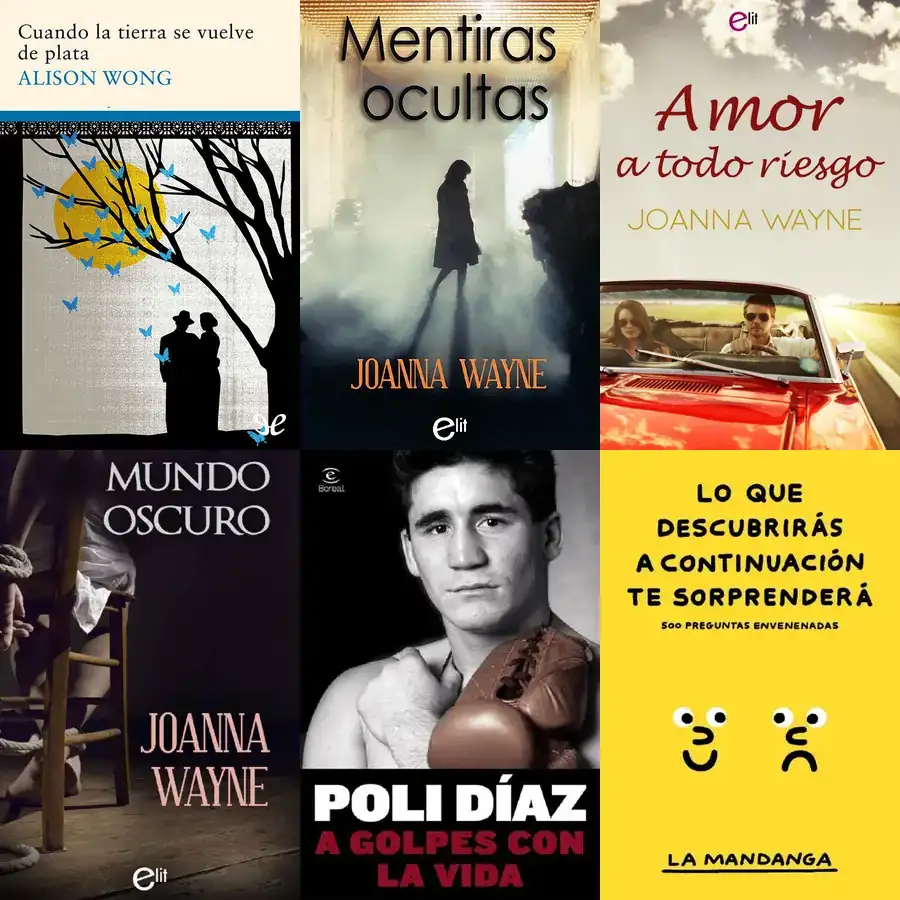 Cuando la tierra se vuelve
de plata
ALISON WONG
se
Mentiras
ocultas
JOANNA WAYNE
elit
elit
Amor
a todo riesgo
JOANNA WAYNE
MUNDO
OSCURO
JOANNA
WAYNE
elit
e
Boreal
POLI DÍAZ
A GOLPES CON
LA VIDA
LO QUE
DESCUBRIRÁS
A CONTINUACIÓN
TE SORPRENDERÁ
500 PREGUNTAS ENVENENADAS
LA MANDANGA